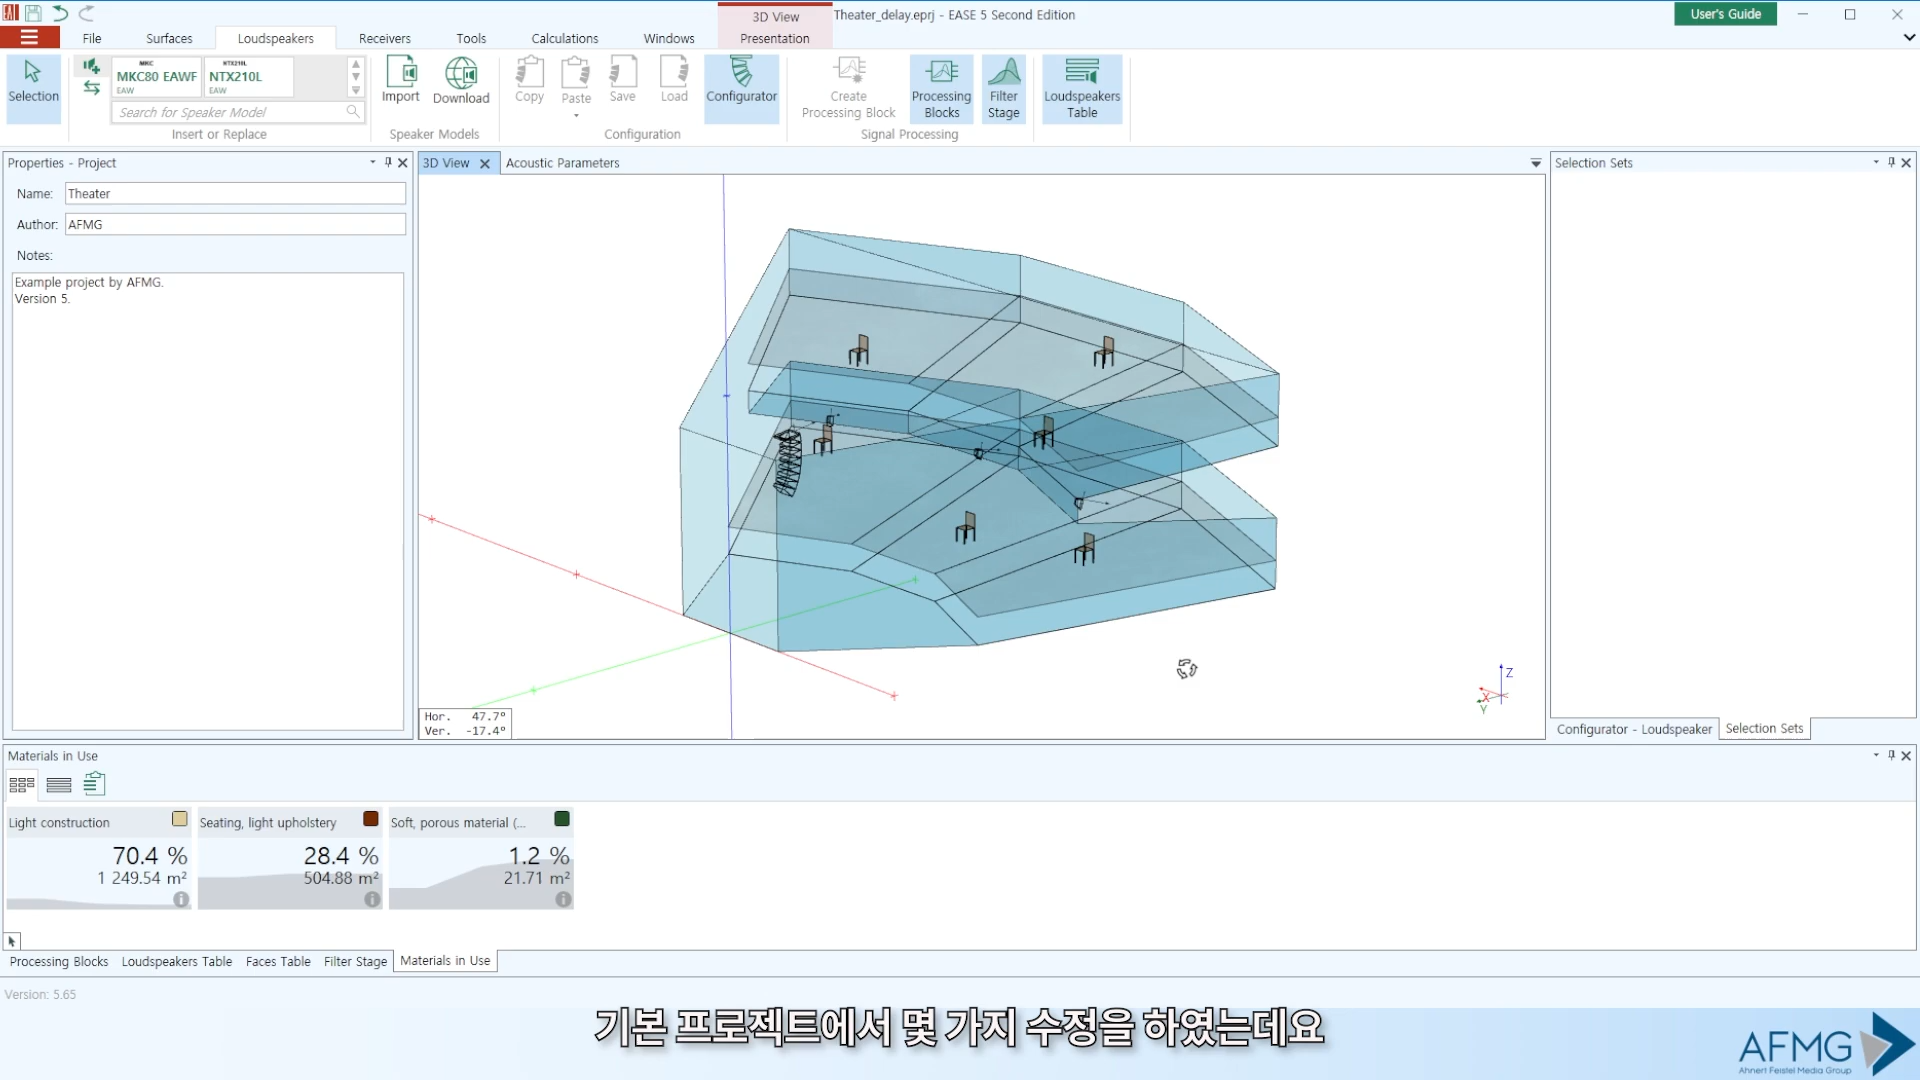 3D View
Theater_delay.eprj - EASE 5 Second Edition
User's Guide
File
Surfaces
Loudspeakers
Receivers
Tools
Calculations
Windows
Presentation
Selection
MKC
MKC80 EAWF
EAW
NTX210L
NTX210L
EAW
Search for Speaker Model
Insert or Replace
Import
Download
Speaker Models
Copy
Paste
Save
Load
Configurator
Configuration
Create
Processing Block
Processing
Blocks
Filter
Stage
Signal Processing
Loudspeakers
Table
Properties - Project
Name: Theater
Author: AFMG
Notes:
Example project by AFMG.
Version 5.
3D View
Acoustic Parameters
Hor. 47.7°
Ver. -17.4°
Z
X
Y
Selection Sets
Configurator - Loudspeaker
Selection Sets
Materials in Use
Light construction
70.4 %
1 249.54 m²
Seating, light upholstery
28.4 %
504.88 m²
Soft, porous material (...
1.2 %
21.71 m²
Processing Blocks
Loudspeakers Table
Faces Table
Filter Stage
Materials in Use
Version: 5.65
기본 프로젝트에서 몇 가지 수정을 하였는데요
AFMG
Ahnert Feistel Media Group